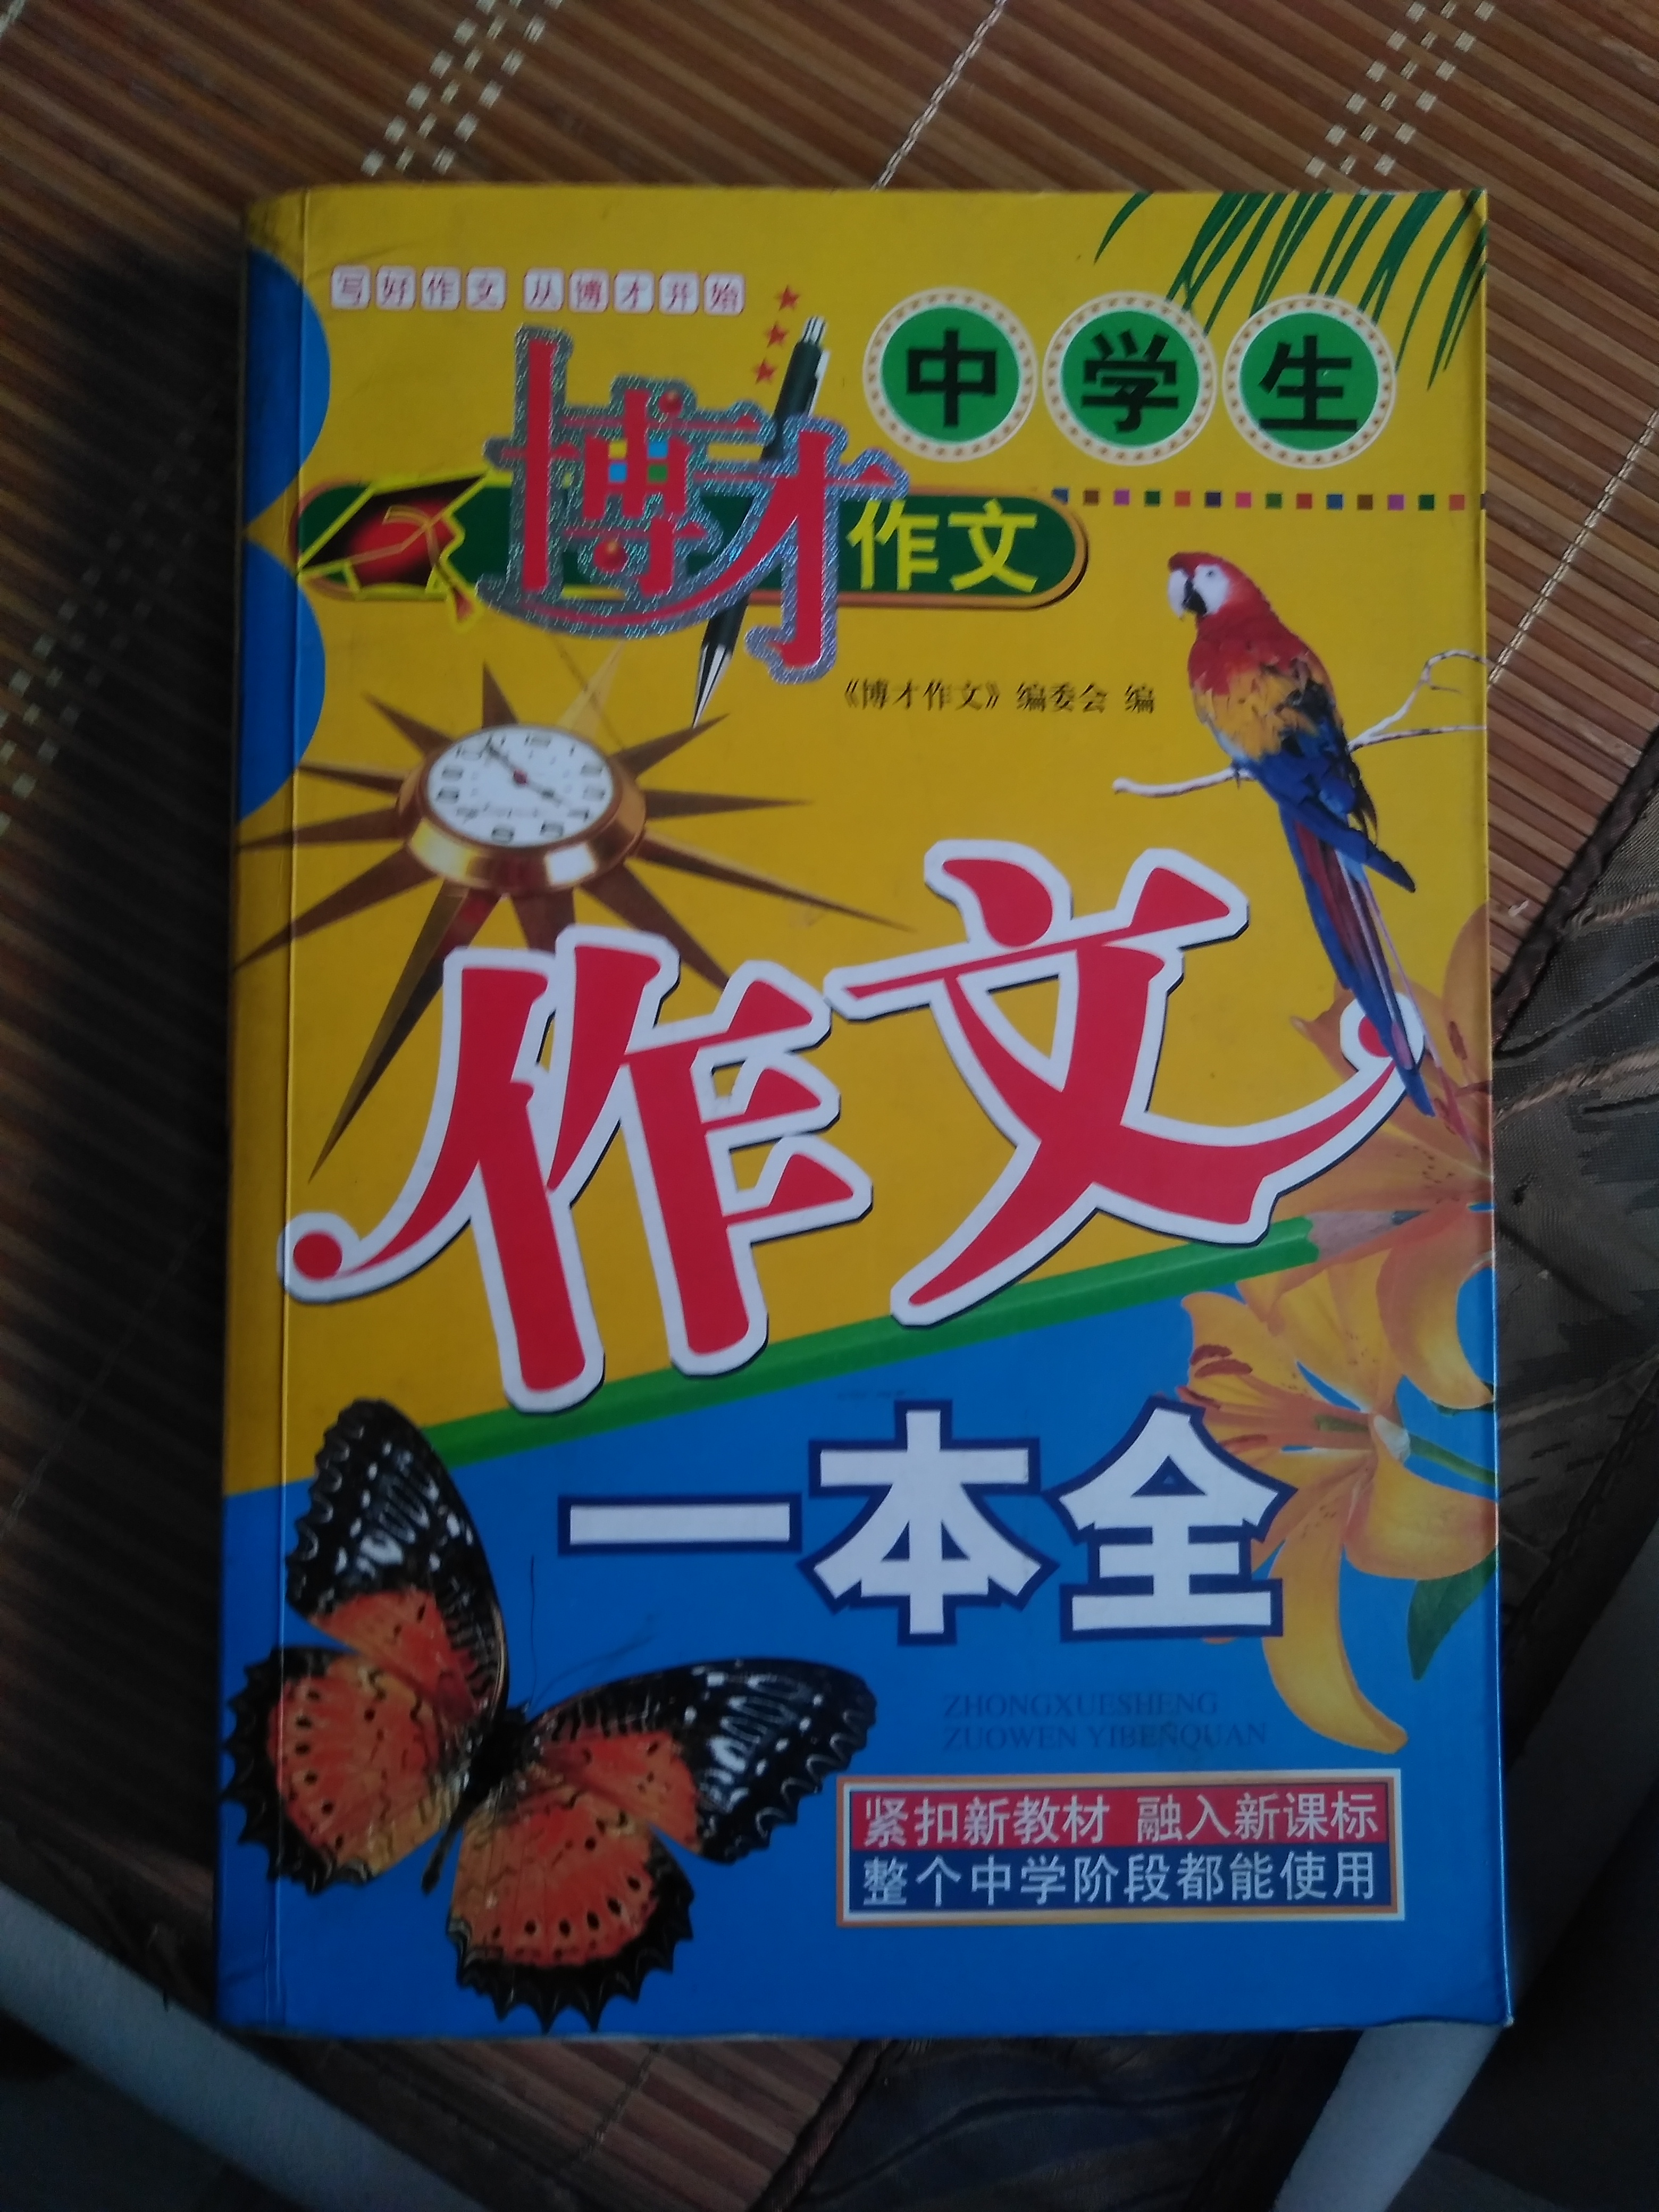 写好作文 从博才开始
中学生
博才作文
《博才作文》编委会 编
作文
一本全
ZHONGXUESHENG
ZUOWEN YIBENQUAN
紧扣新教材 融入新课标
整个中学阶段都能使用